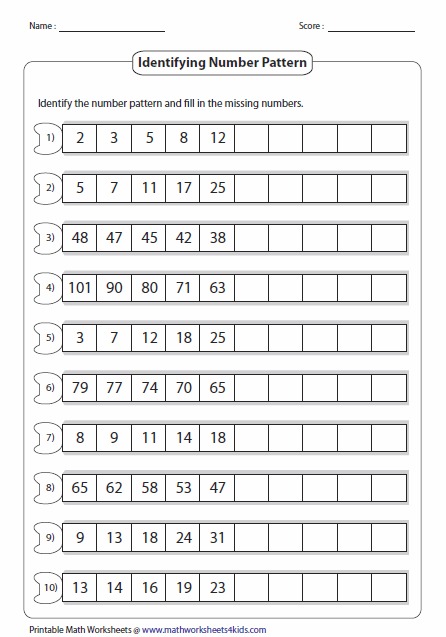 Name : Score :
Identifying Number Pattern
Identify the number pattern and fill in the missing numbers.
1) 2 3 5 8 12
2) 5 7 11 17 25
3) 48 47 45 42 38
4) 101 90 80 71 63
5) 3 7 12 18 25
6) 79 77 74 70 65
7) 8 9 11 14 18
8) 65 62 58 53 47
9) 9 13 18 24 31
10) 13 14 16 19 23
Printable Math Worksheets @ www.mathworksheets4kids.com